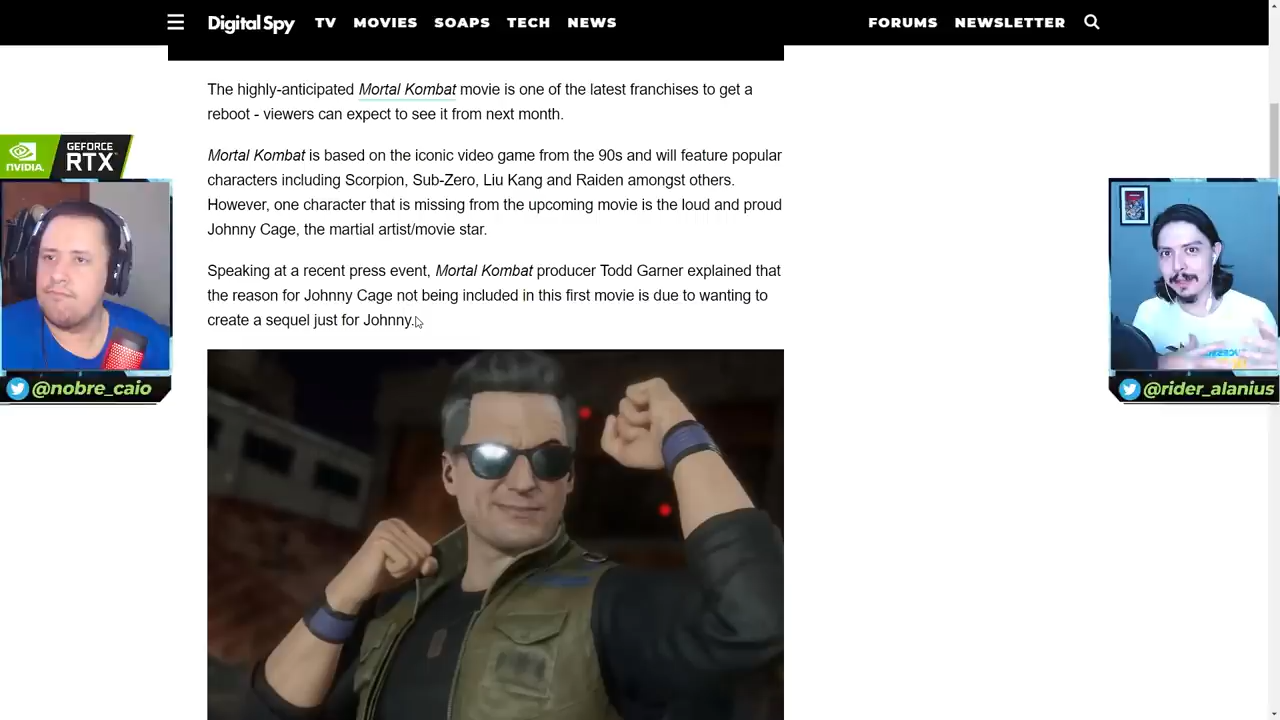 Digital Spy TV MOVIES SOAPS TECH NEWS FORUMS NEWSLETTER
The highly-anticipated Mortal Kombat movie is one of the latest franchises to get a
reboot - viewers can expect to see it from next month.
Mortal Kombat is based on the iconic video game from the 90s and will feature popular
characters including Scorpion, Sub-Zero, Liu Kang and Raiden amongst others.
However, one character that is missing from the upcoming movie is the loud and proud
Johnny Cage, the martial artist/movie star.
Speaking at a recent press event, Mortal Kombat producer Todd Garner explained that
the reason for Johnny Cage not being included in this first movie is due to wanting to
create a sequel just for Johnny.
NVIDIA. GEFORCE
RTX™
@nobre_caio
@rider_alanius